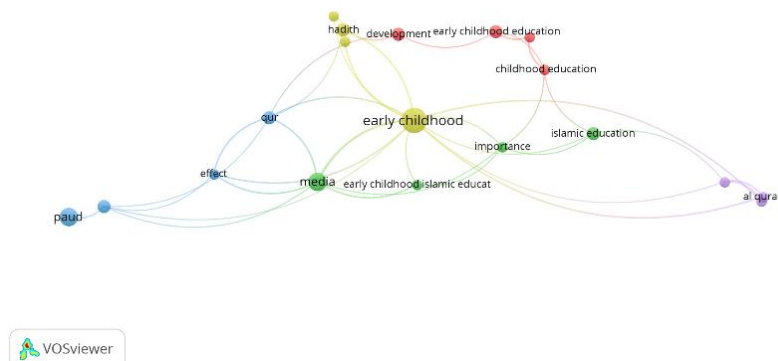 hadith
development
early childhood education
childhood education
qur
early childhood
islamic education
importance
effect
media
early childhood islamic educat
al qura
paud
VOSviewer